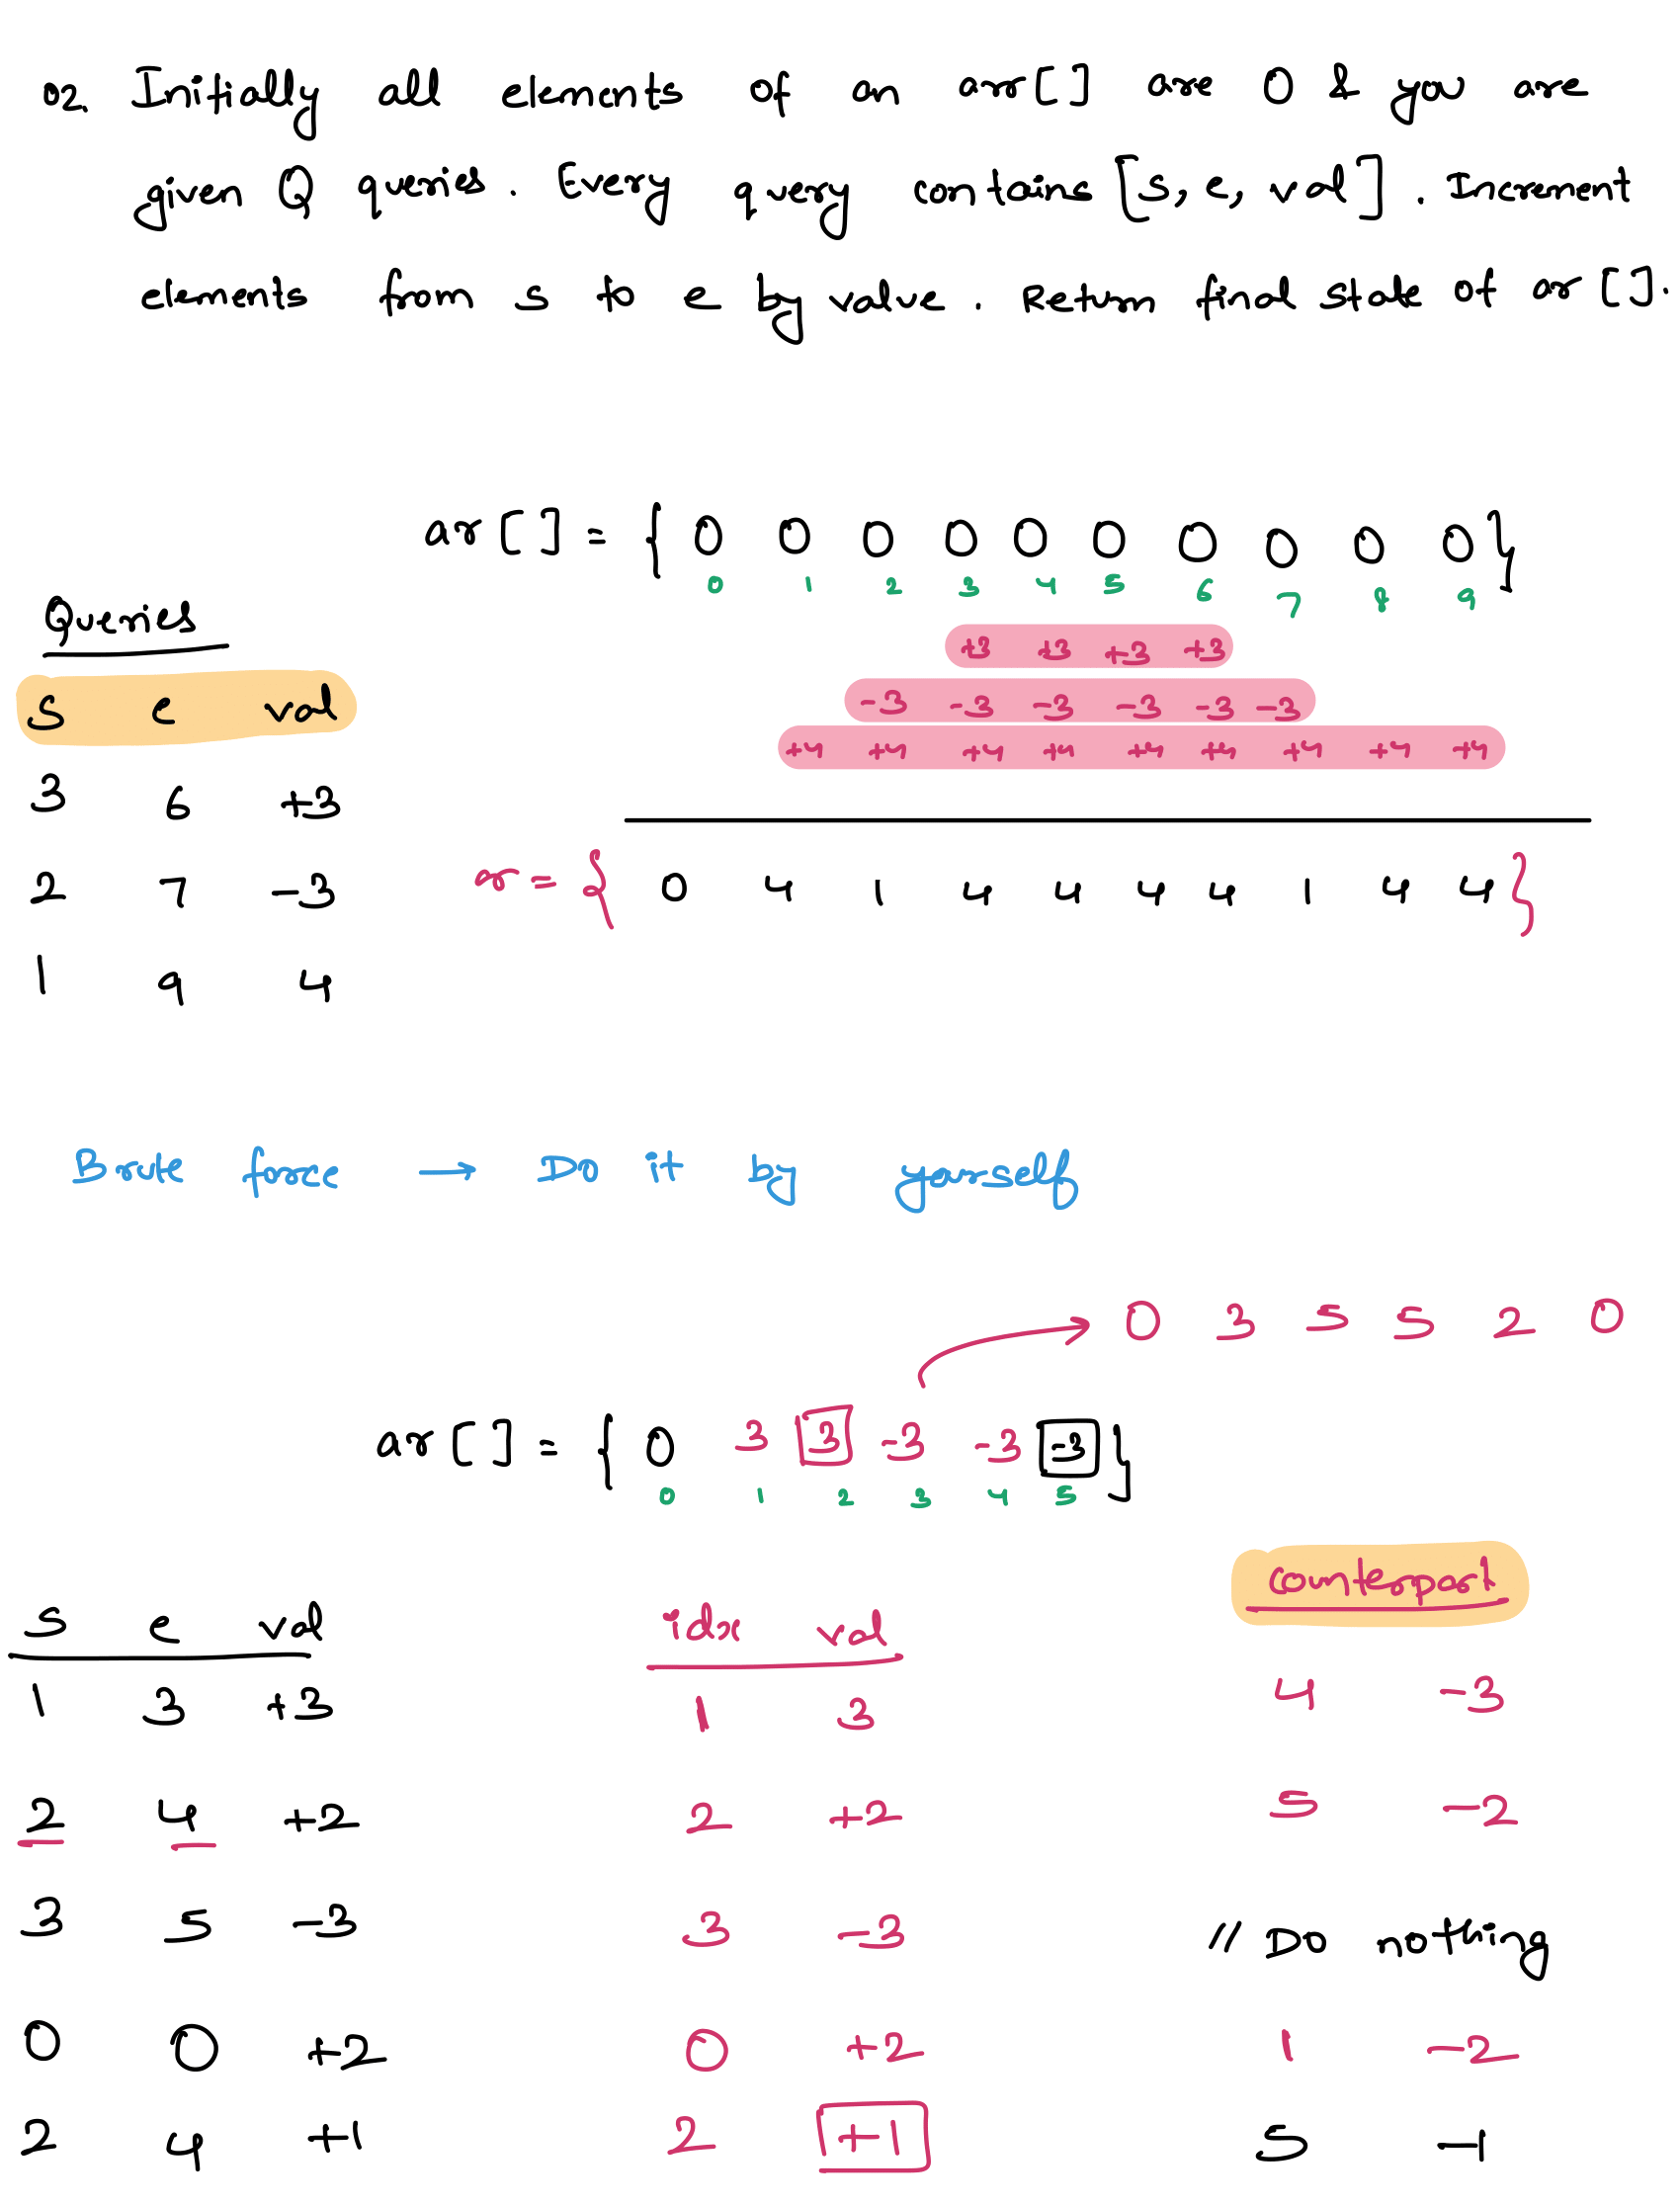 02. Initially all elements of an arr[] are 0 & you are
given Q queries. Every query contains [s, e, val]. Increment
elements from s to e by value. Return final state of ar[].
ar[] = { 0 0 0 0 0 0 0 0 0 0 }
0 1 2 3 4 5 6 7 8 9
Queries
+3 +3 +3 +3
s e val
-3 -3 -3 -3 -3 -3
+4 +4 +4 +4 +4 +4 +4 +4 +4
3 6 +3
2 7 -3
r = { 0 4 1 4 4 4 4 1 4 4 }
1 9 4
Brute force → Do it by yourself
0 3 5 5 2 0
ar[] = { 0 3 3 -3 -3 -3 }
0 1 2 3 4 5
counterpart
s e val
idx val
1 3 +3
1 3
4 -3
2 4 +2
2 +2
5 -2
3 5 -3
3 -3
// Do nothing
0 0 +2
0 +2
1 -2
2 4 +1
2 +1
5 -1